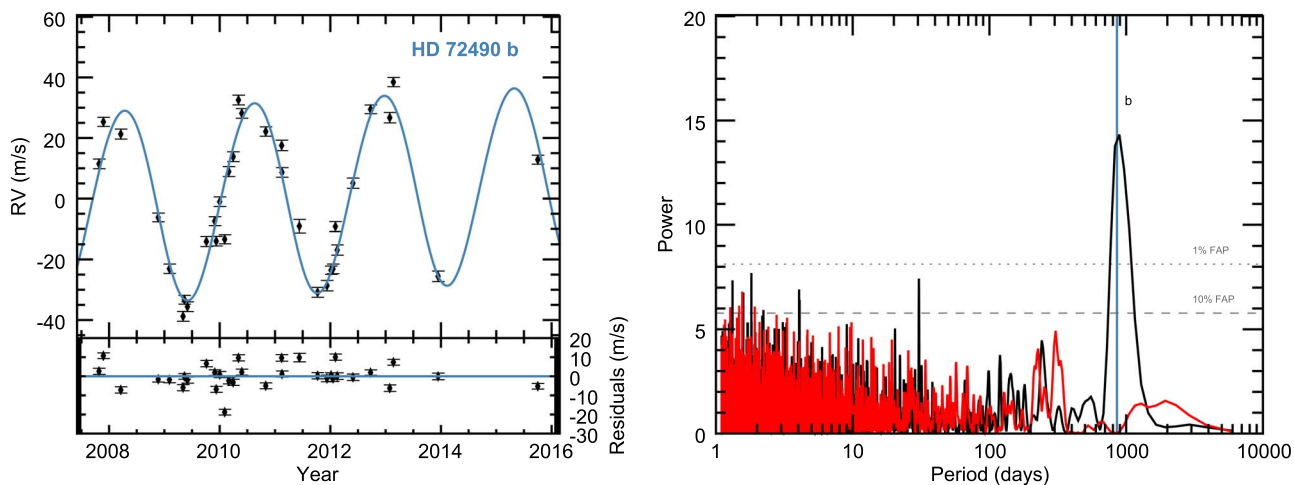 60
40
20
0
-20
-40
RV (m/s)
HD 72490 b
20
10
0
-10
-20
-30
Residuals (m/s)
2008 2010 2012 2014 2016
Year
20
15
10
5
0
Power
b
1% FAP
10% FAP
1 10 100 1000 10000
Period (days)